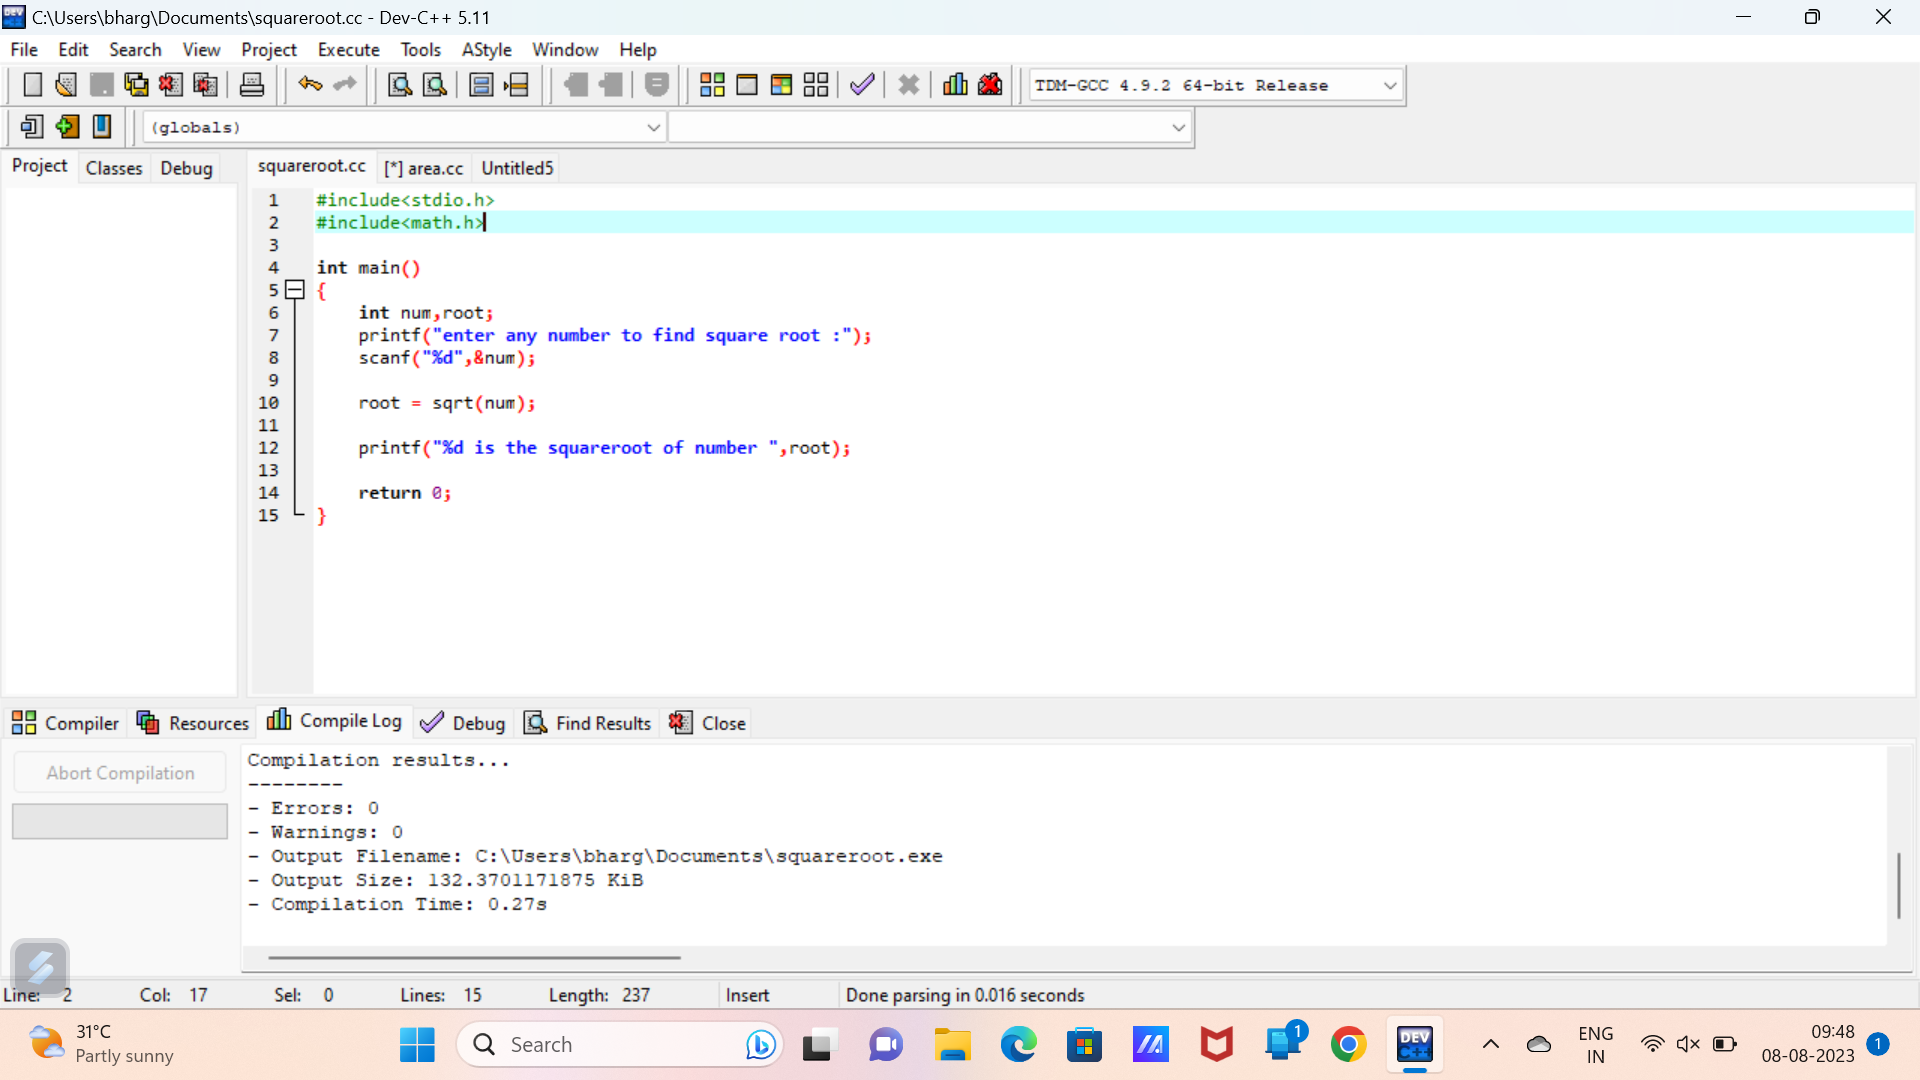 C:\Users\bharg\Documents\squareroot.cc - Dev-C++ 5.11
File Edit Search View Project Execute Tools AStyle Window Help
TDM-GCC 4.9.2 64-bit Release
(globals)
Project Classes Debug squareroot.cc [*] area.cc Untitled5
1 #include<stdio.h>
2 #include<math.h>
3
4 int main()
5 {
6 int num,root;
7 printf("enter any number to find square root :");
8 scanf("%d",&num);
9
10 root = sqrt(num);
11
12 printf("%d is the squareroot of number ",root);
13
14 return 0;
15 }
Compiler Resources Compile Log Debug Find Results Close
Abort Compilation
Compilation results...
--------
- Errors: 0
- Warnings: 0
- Output Filename: C:\Users\bharg\Documents\squareroot.exe
- Output Size: 132.3701171875 KiB
- Compilation Time: 0.27s
Line: 2 Col: 17 Sel: 0 Lines: 15 Length: 237 Insert Done parsing in 0.016 seconds
31°C
Partly sunny
Search
1
DEV
C++
ENG
IN
09:48
08-08-2023
1